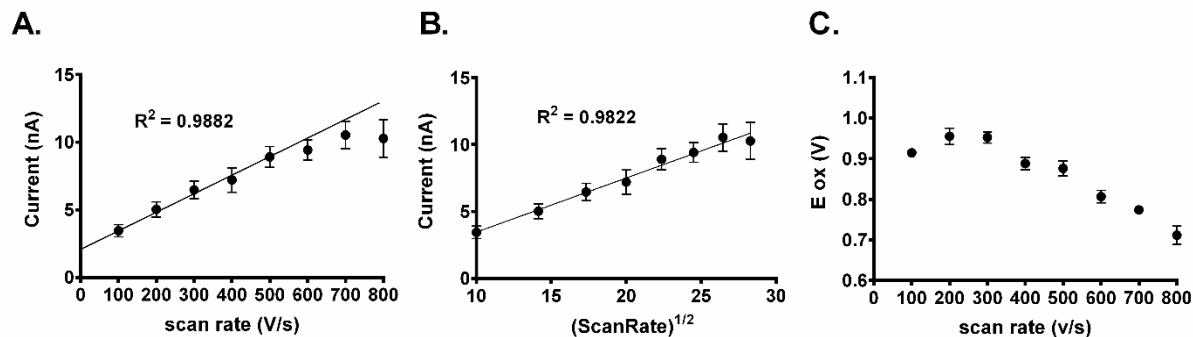 A.
15
10
5
0
Current (nA)
R² = 0.9882
0 100 200 300 400 500 600 700 800
scan rate (V/s)
B.
15
10
5
0
Current (nA)
R² = 0.9822
10 15 20 25 30
(ScanRate)^1/2
C.
1.1
1.0
0.9
0.8
0.7
0.6
E ox (V)
0 100 200 300 400 500 600 700 800
scan rate (v/s)